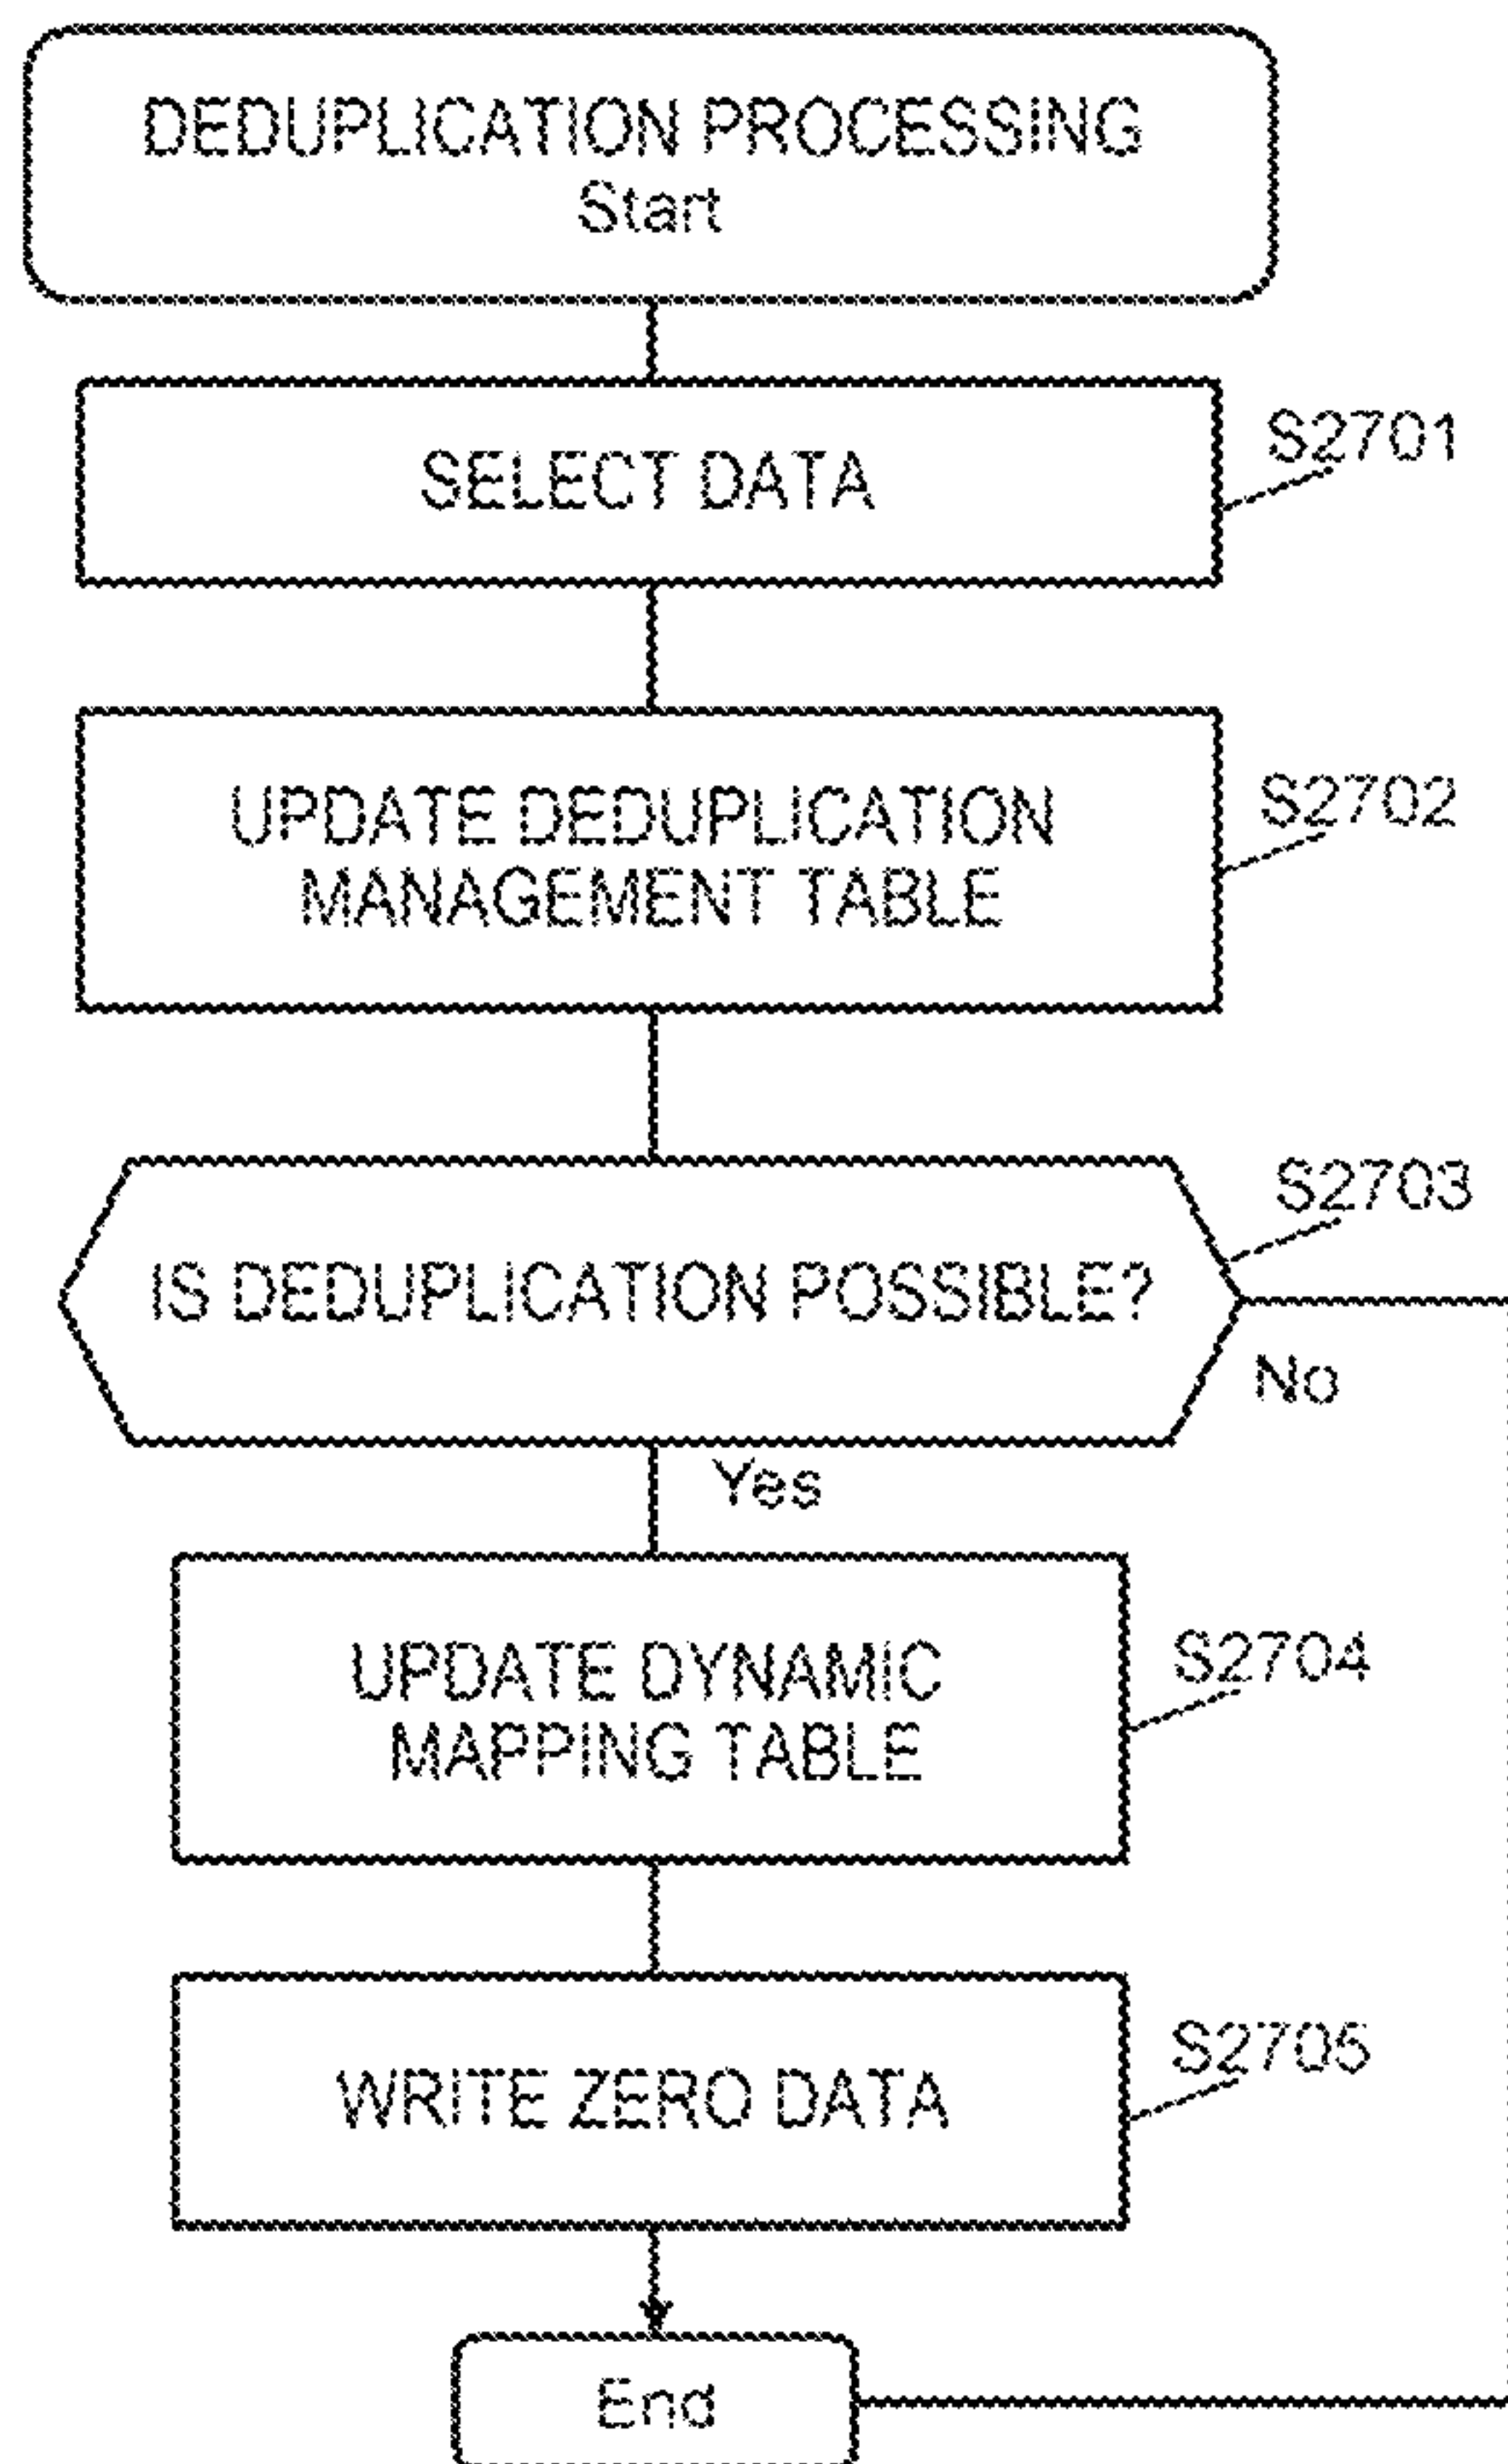 DEDUPLICATION PROCESSING
Start
SELECT DATA
S2701
UPDATE DEDUPLICATION
MANAGEMENT TABLE
S2702
IS DEDUPLICATION POSSIBLE?
S2703
No
Yes
UPDATE DYNAMIC
MAPPING TABLE
S2704
WRITE ZERO DATA
S2705
End